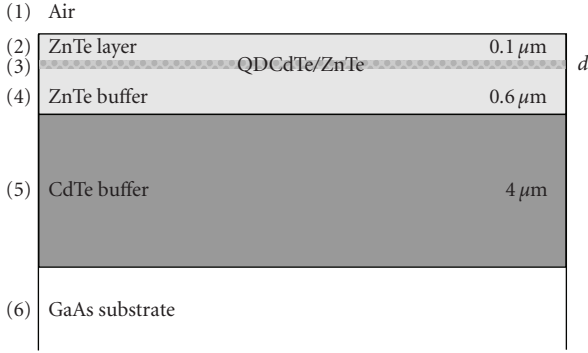 (1) Air
(2) ZnTe layer 0.1 μm
(3) QDCdTe/ZnTe d
(4) ZnTe buffer 0.6 μm
(5) CdTe buffer 4 μm
(6) GaAs substrate